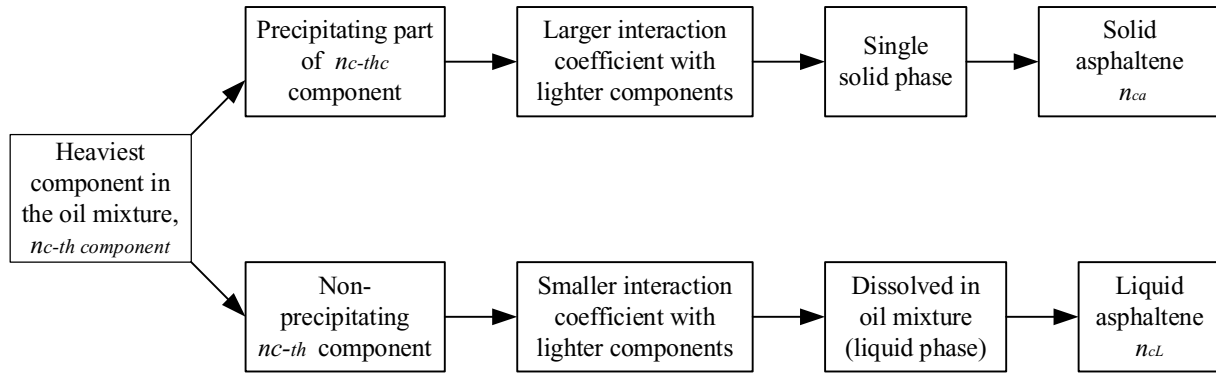 Heaviest
component in
the oil mixture,
nc-th component
Precipitating part
of nc-thc
component
Larger interaction
coefficient with
lighter components
Single
solid phase
Solid
asphaltene
nca
Non-
precipitating
nc-th component
Smaller interaction
coefficient with
lighter components
Dissolved in
oil mixture
(liquid phase)
Liquid
asphaltene
ncL